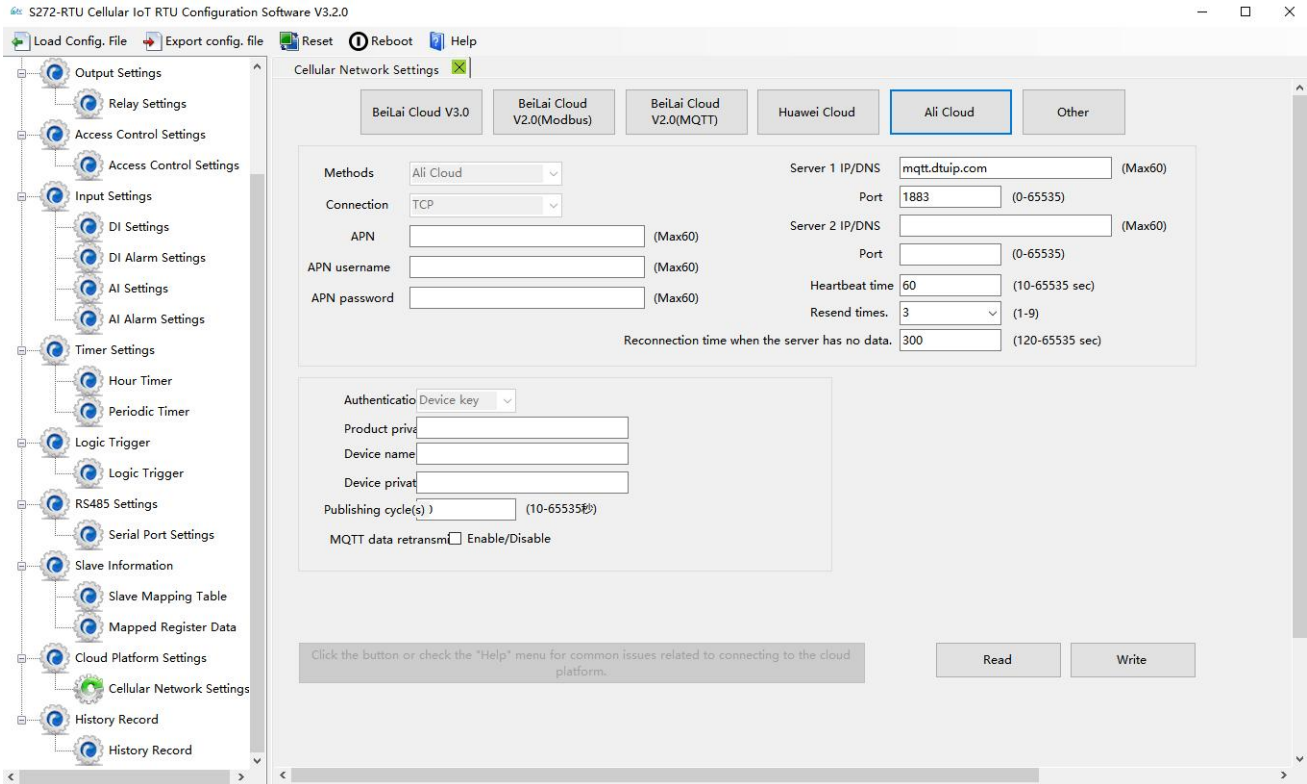 S272-RTU Cellular IoT RTU Configuration Software V3.2.0
Load Config. File Export config. file Reset Reboot Help
Output Settings
Relay Settings
Access Control Settings
Access Control Settings
Input Settings
DI Settings
DI Alarm Settings
AI Settings
AI Alarm Settings
Timer Settings
Hour Timer
Periodic Timer
Logic Trigger
Logic Trigger
RS485 Settings
Serial Port Settings
Slave Information
Slave Mapping Table
Mapped Register Data
Cloud Platform Settings
Cellular Network Settings
History Record
History Record
Cellular Network Settings
BeiLai Cloud V3.0
BeiLai Cloud
V2.0(Modbus)
BeiLai Cloud
V2.0(MQTT)
Huawei Cloud
Ali Cloud
Other
Methods Ali Cloud
Connection TCP
APN (Max60)
APN username (Max60)
APN password (Max60)
Server 1 IP/DNS mqtt.dtuip.com (Max60)
Port 1883 (0-65535)
Server 2 IP/DNS (Max60)
Port (0-65535)
Heartbeat time 60 (10-65535 sec)
Resend times. 3 (1-9)
Reconnection time when the server has no data. 300 (120-65535 sec)
Authenticatio Device key
Product priva
Device name
Device privat
Publishing cycle(s) (10-65535秒)
MQTT data retransmi Enable/Disable
Click the button or check the "Help" menu for common issues related to connecting to the cloud
platform.
Read Write